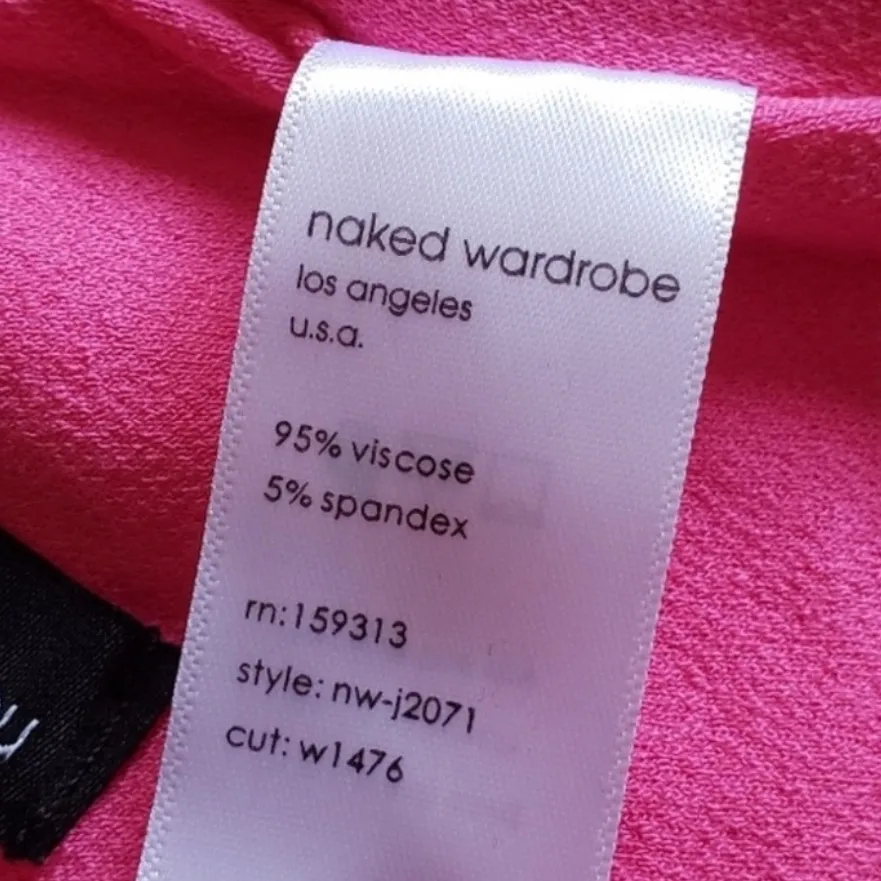 naked wardrobe
los angeles
u.s.a.
95% viscose
5% spandex
rn:159313
style: nw-j2071
cut: w1476